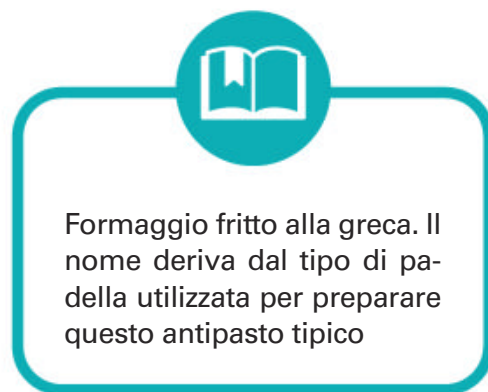 Formaggio fritto alla greca. Il
nome deriva dal tipo di pa-
della utilizzata per preparare
questo antipasto tipico